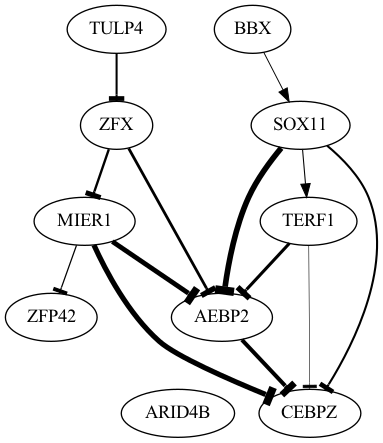 TULP4
BBX
ZFX
SOX11
MIER1
TERF1
ZFP42
AEBP2
ARID4B
CEBPZ